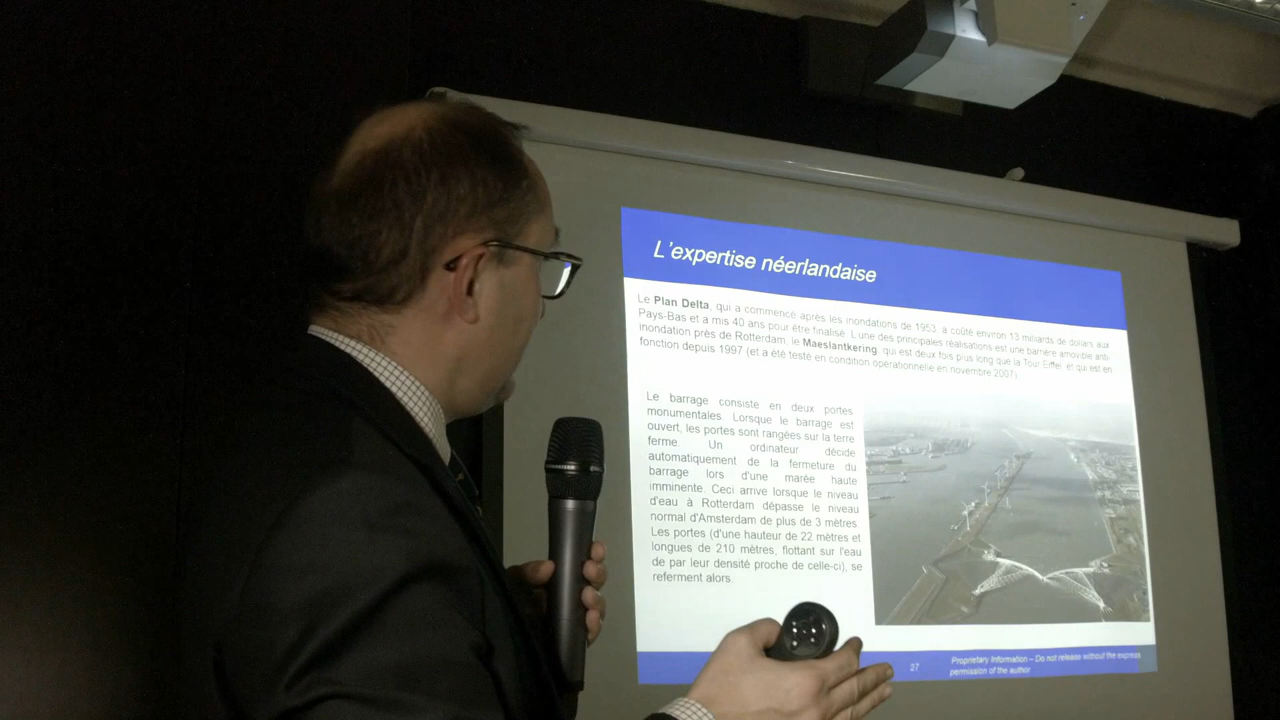 L'expertise néerlandaise
Le Plan Delta, qui a commencé après les inondations de 1953, a coûté environ 13 milliards de dollars aux
Pays-Bas et a mis 40 ans pour être finalisé. L'une des principales réalisations est une barrière amovible anti-
inondation près de Rotterdam, le Maeslantkering, qui est deux fois plus long que la Tour Eiffel, et qui est en
fonction depuis 1997 (et a été testé en condition opérationnelle en novembre 2007).
Le barrage consiste en deux portes
monumentales. Lorsque le barrage est
ouvert, les portes sont rangées sur la terre
ferme. Un ordinateur décide
automatiquement de la fermeture du
barrage lors d'une marée haute
imminente. Ceci arrive lorsque le niveau
d'eau à Rotterdam dépasse le niveau
normal d'Amsterdam de plus de 3 mètres.
Les portes (d'une hauteur de 22 mètres et
longues de 210 mètres, flottant sur l'eau
de par leur densité proche de celle-ci), se
referment alors.
27
Proprietary Information – Do not release without the express
permission of the author